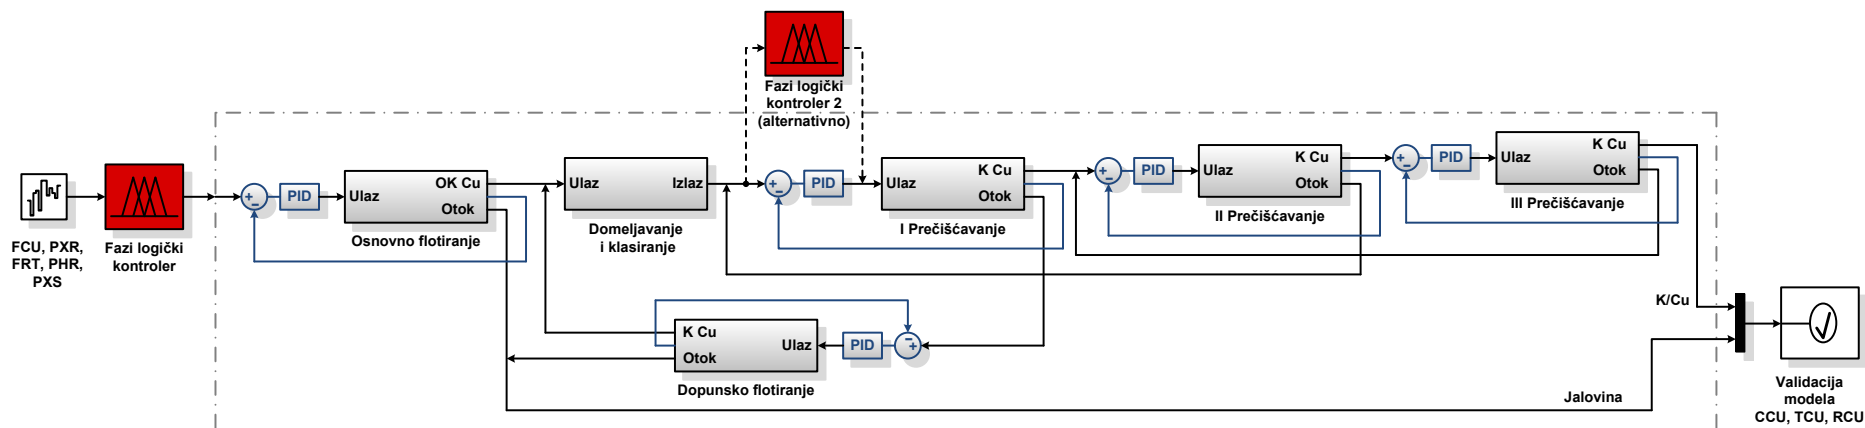 Fazi logički
kontroler 2
(alternativno)
FCU, PXR,
FRT, PHR,
PXS
Fazi logički
kontroler
PID
Ulaz
OK Cu
Otok
Osnovno flotiranje
Ulaz
Izlaz
Domeljavanje
i klasiranje
PID
Ulaz
K Cu
Otok
I Prečišćavanje
PID
Ulaz
K Cu
Otok
II Prečišćavanje
PID
Ulaz
K Cu
Otok
III Prečišćavanje
K Cu
Otok
Ulaz
PID
Dopunsko flotiranje
K/Cu
Jalovina
Validacija
modela
CCU, TCU, RCU